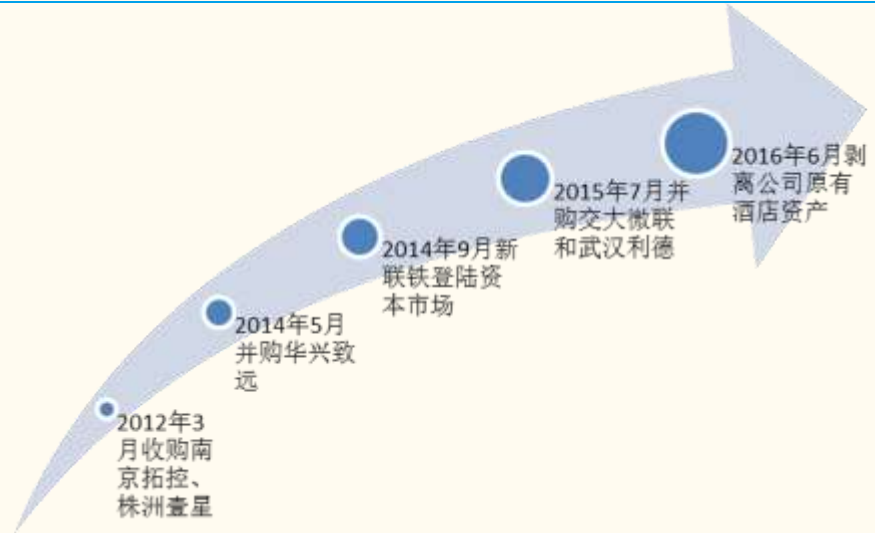 2012年3
月收购南
京拓控、
株洲壹星
2014年5月
并购华兴致
远
2014年9月新
联铁登陆资
本市场
2015年7月并
购交大微联
和武汉利德
2016年6月剥
离公司原有
酒店资产